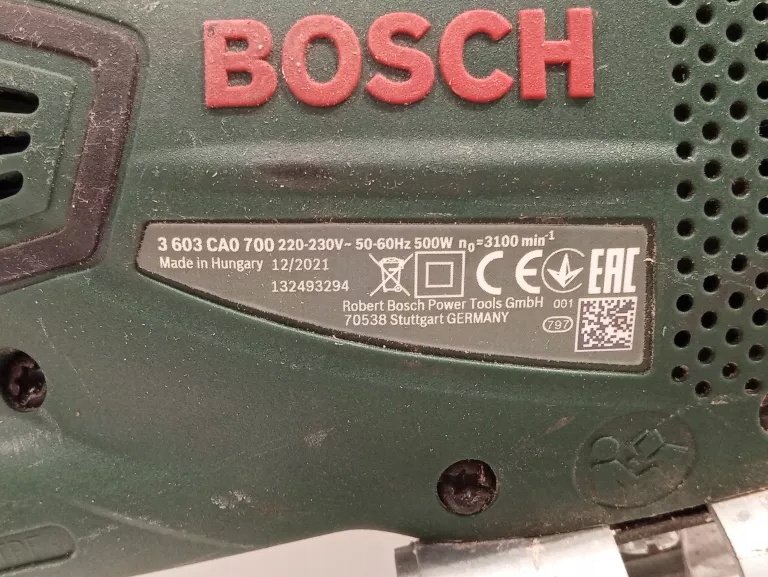 BOSCH
3 603 CA0 700 220-230V~ 50-60Hz 500W n₀=3100 min⁻¹
Made in Hungary 12/2021
132493294
CE EAC
Robert Bosch Power Tools GmbH 001
70538 Stuttgart GERMANY
797